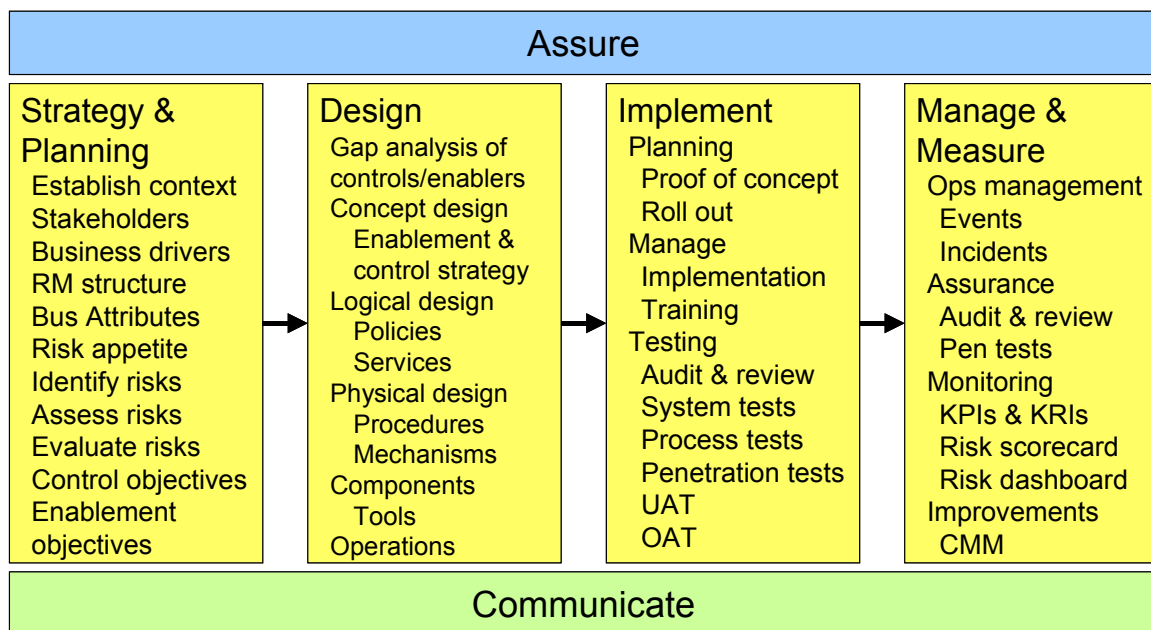 Assure
Strategy &
Planning
Establish context
Stakeholders
Business drivers
RM structure
Bus Attributes
Risk appetite
Identify risks
Assess risks
Evaluate risks
Control objectives
Enablement
objectives
Design
Gap analysis of
controls/enablers
Concept design
Enablement &
control strategy
Logical design
Policies
Services
Physical design
Procedures
Mechanisms
Components
Tools
Operations
Implement
Planning
Proof of concept
Roll out
Manage
Implementation
Training
Testing
Audit & review
System tests
Process tests
Penetration tests
UAT
OAT
Manage &
Measure
Ops management
Events
Incidents
Assurance
Audit & review
Pen tests
Monitoring
KPIs & KRIs
Risk scorecard
Risk dashboard
Improvements
CMM
Communicate